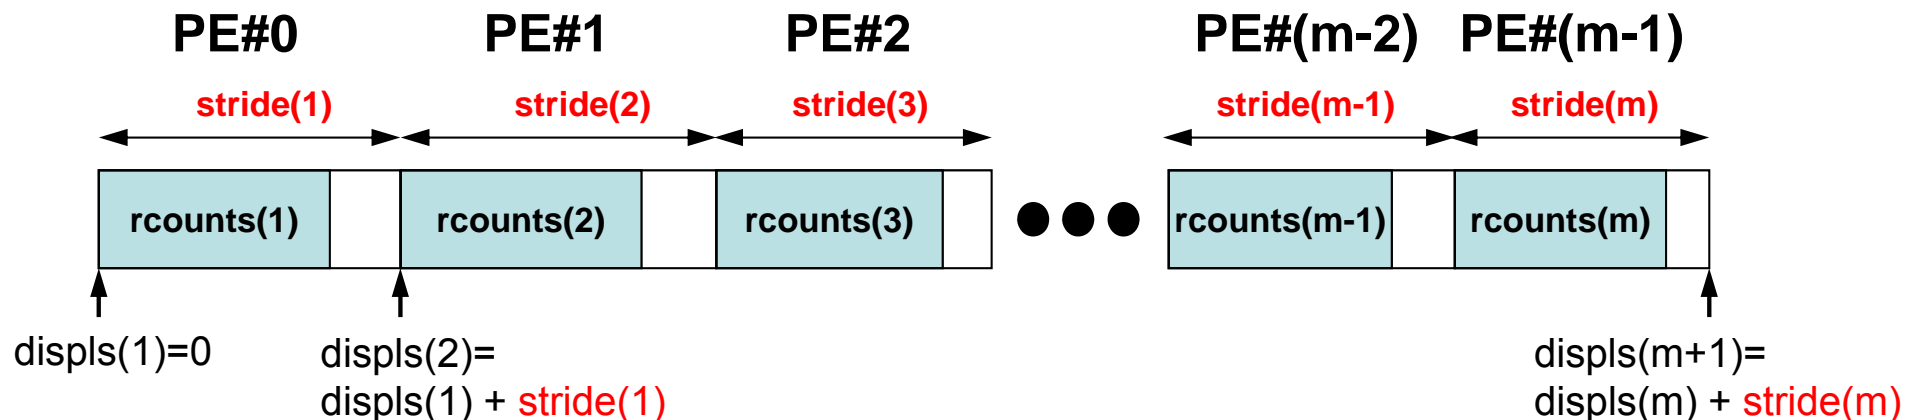 PE#0 PE#1 PE#2 PE#(m-2) PE#(m-1)
stride(1) stride(2) stride(3) stride(m-1) stride(m)
rcounts(1) rcounts(2) rcounts(3) rcounts(m-1) rcounts(m)
displs(1)=0 displs(2)= displs(m+1)=
displs(1) + stride(1) displs(m) + stride(m)